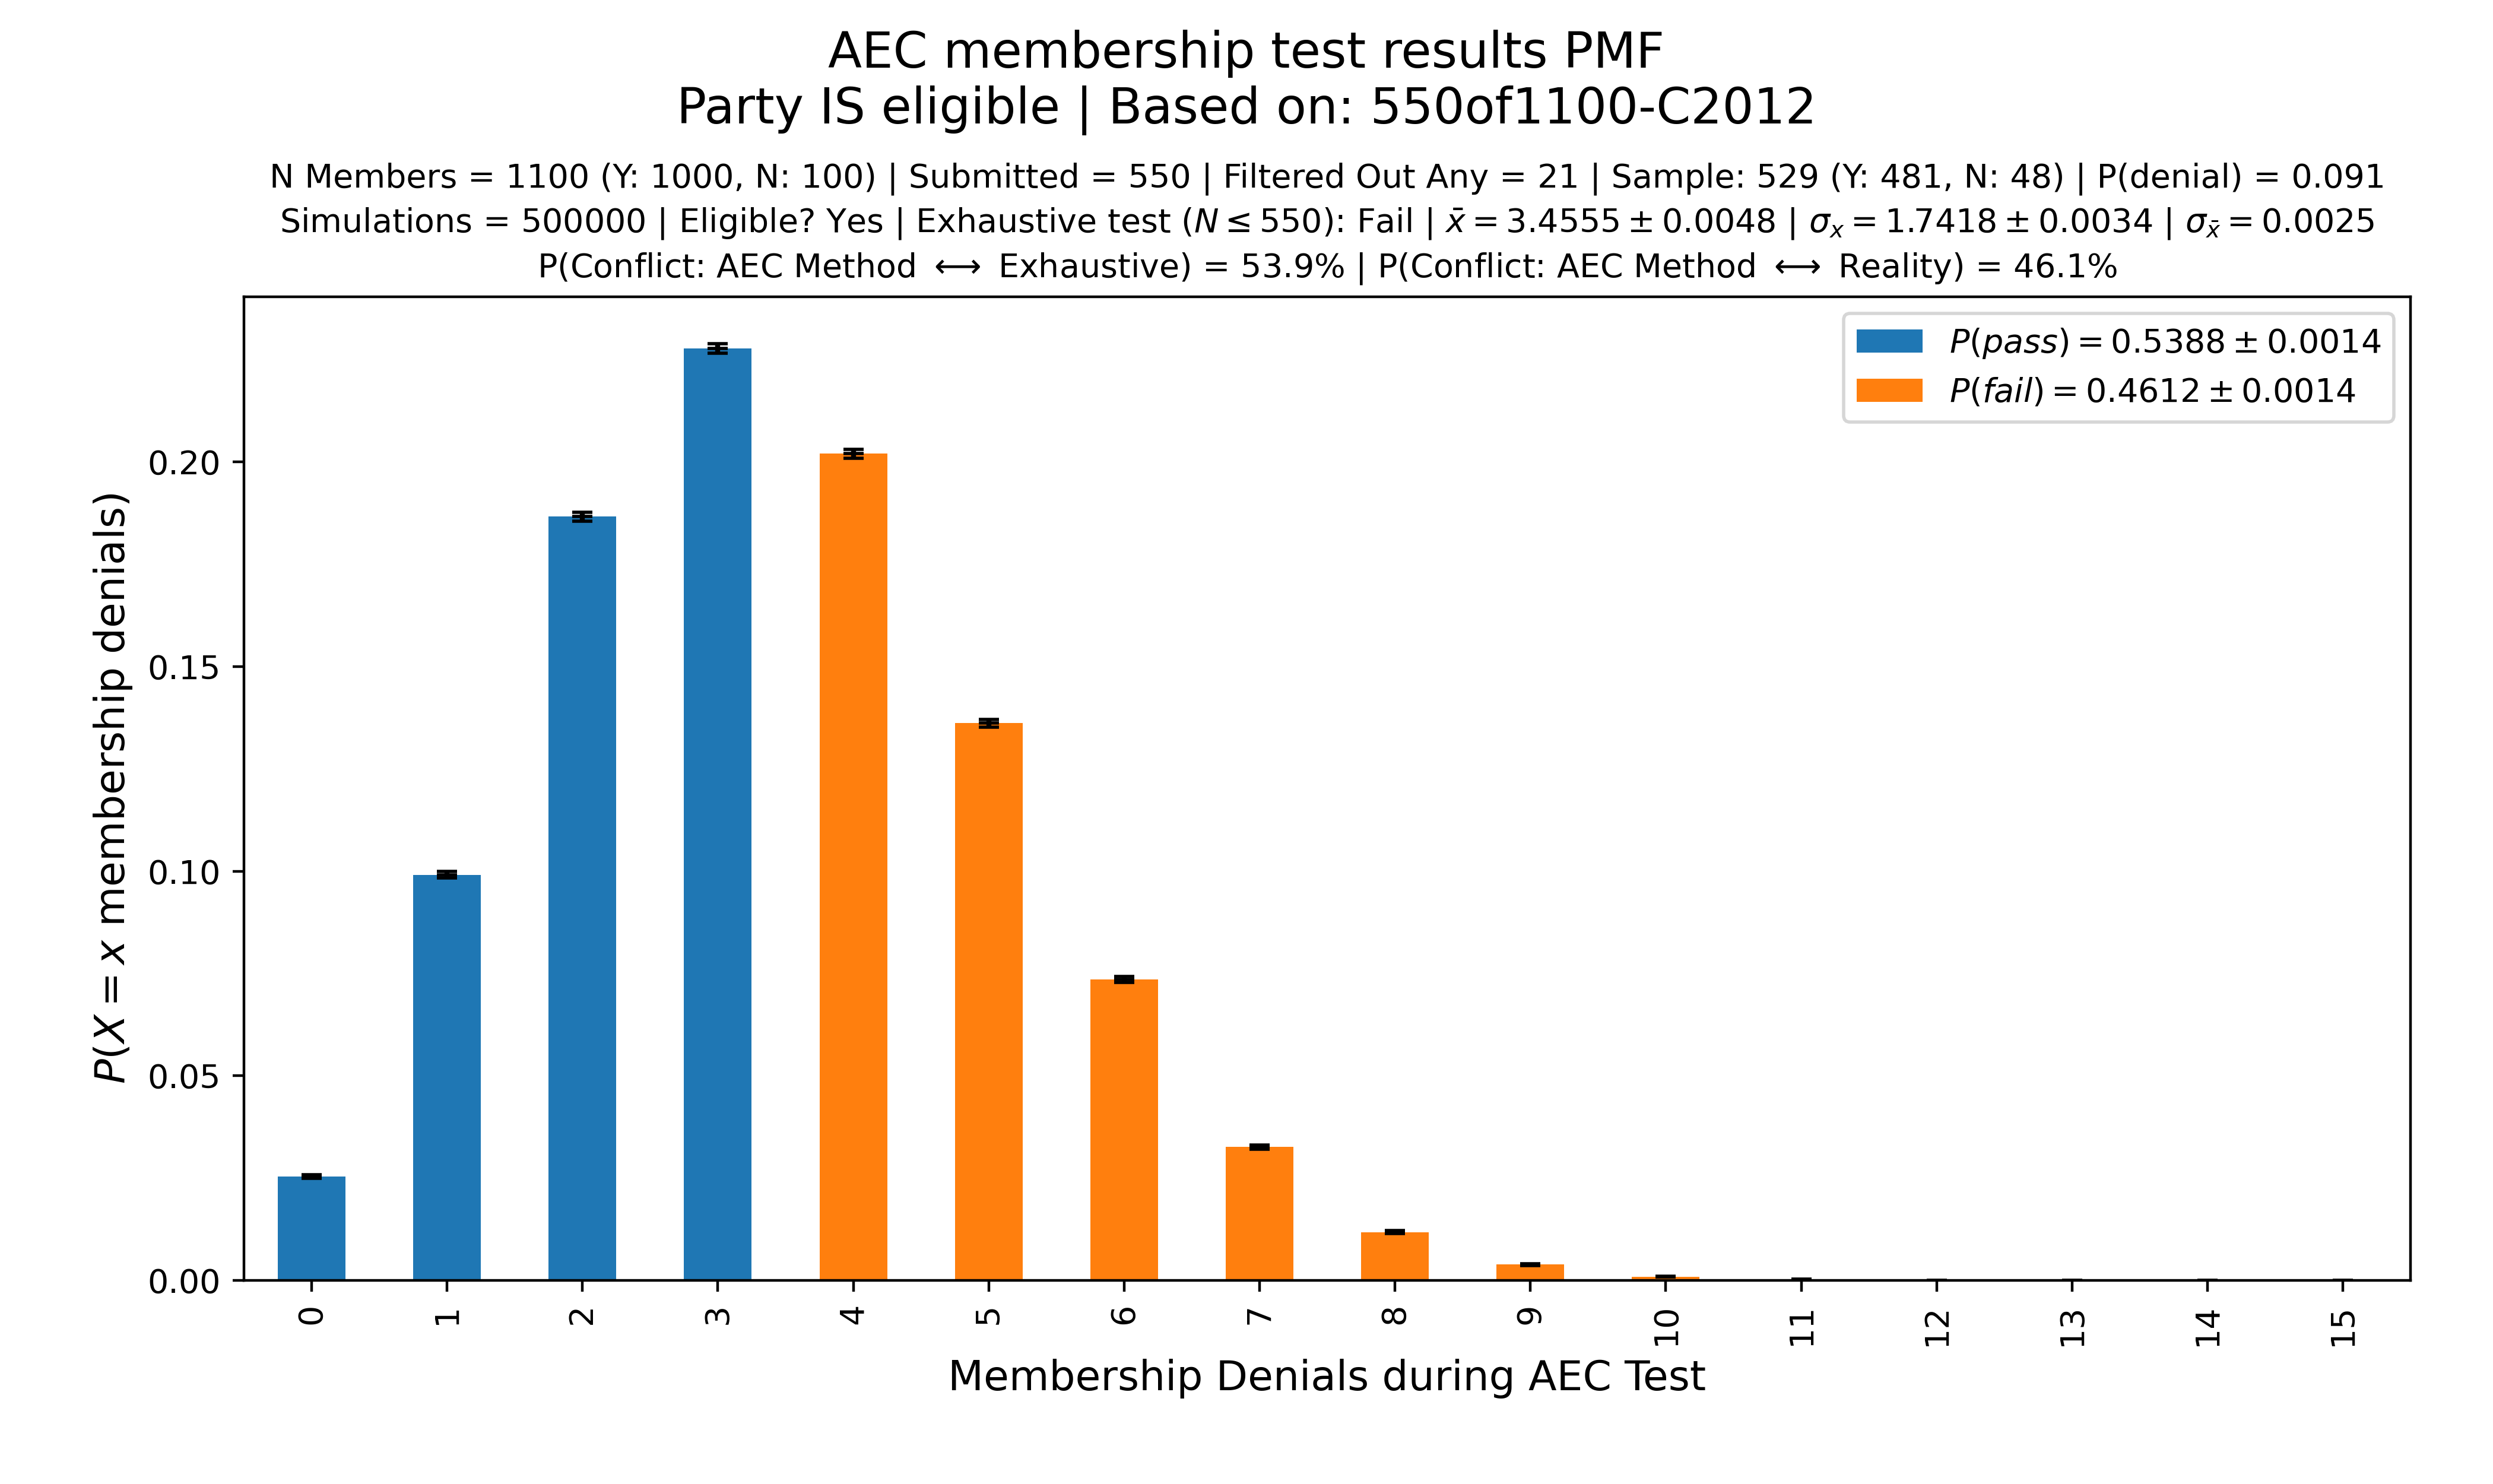 AEC membership test results PMF
Party IS eligible | Based on: 550of1100-C2012
N Members = 1100 (Y: 1000, N: 100) | Submitted = 550 | Filtered Out Any = 21 | Sample: 529 (Y: 481, N: 48) | P(denial) = 0.091
Simulations = 500000 | Eligible? Yes | Exhaustive test (N ≤ 550): Fail | x̄ = 3.4555 ± 0.0048 | σₓ = 1.7418 ± 0.0034 | σ_x̄ = 0.0025
P(Conflict: AEC Method ⟷ Exhaustive) = 53.9% | P(Conflict: AEC Method ⟷ Reality) = 46.1%
P(pass) = 0.5388 ± 0.0014
P(fail) = 0.4612 ± 0.0014
P(X = x membership denials)
0.20
0.15
0.10
0.05
0.00
0 1 2 3 4 5 6 7 8 9 10 11 12 13 14 15
Membership Denials during AEC Test